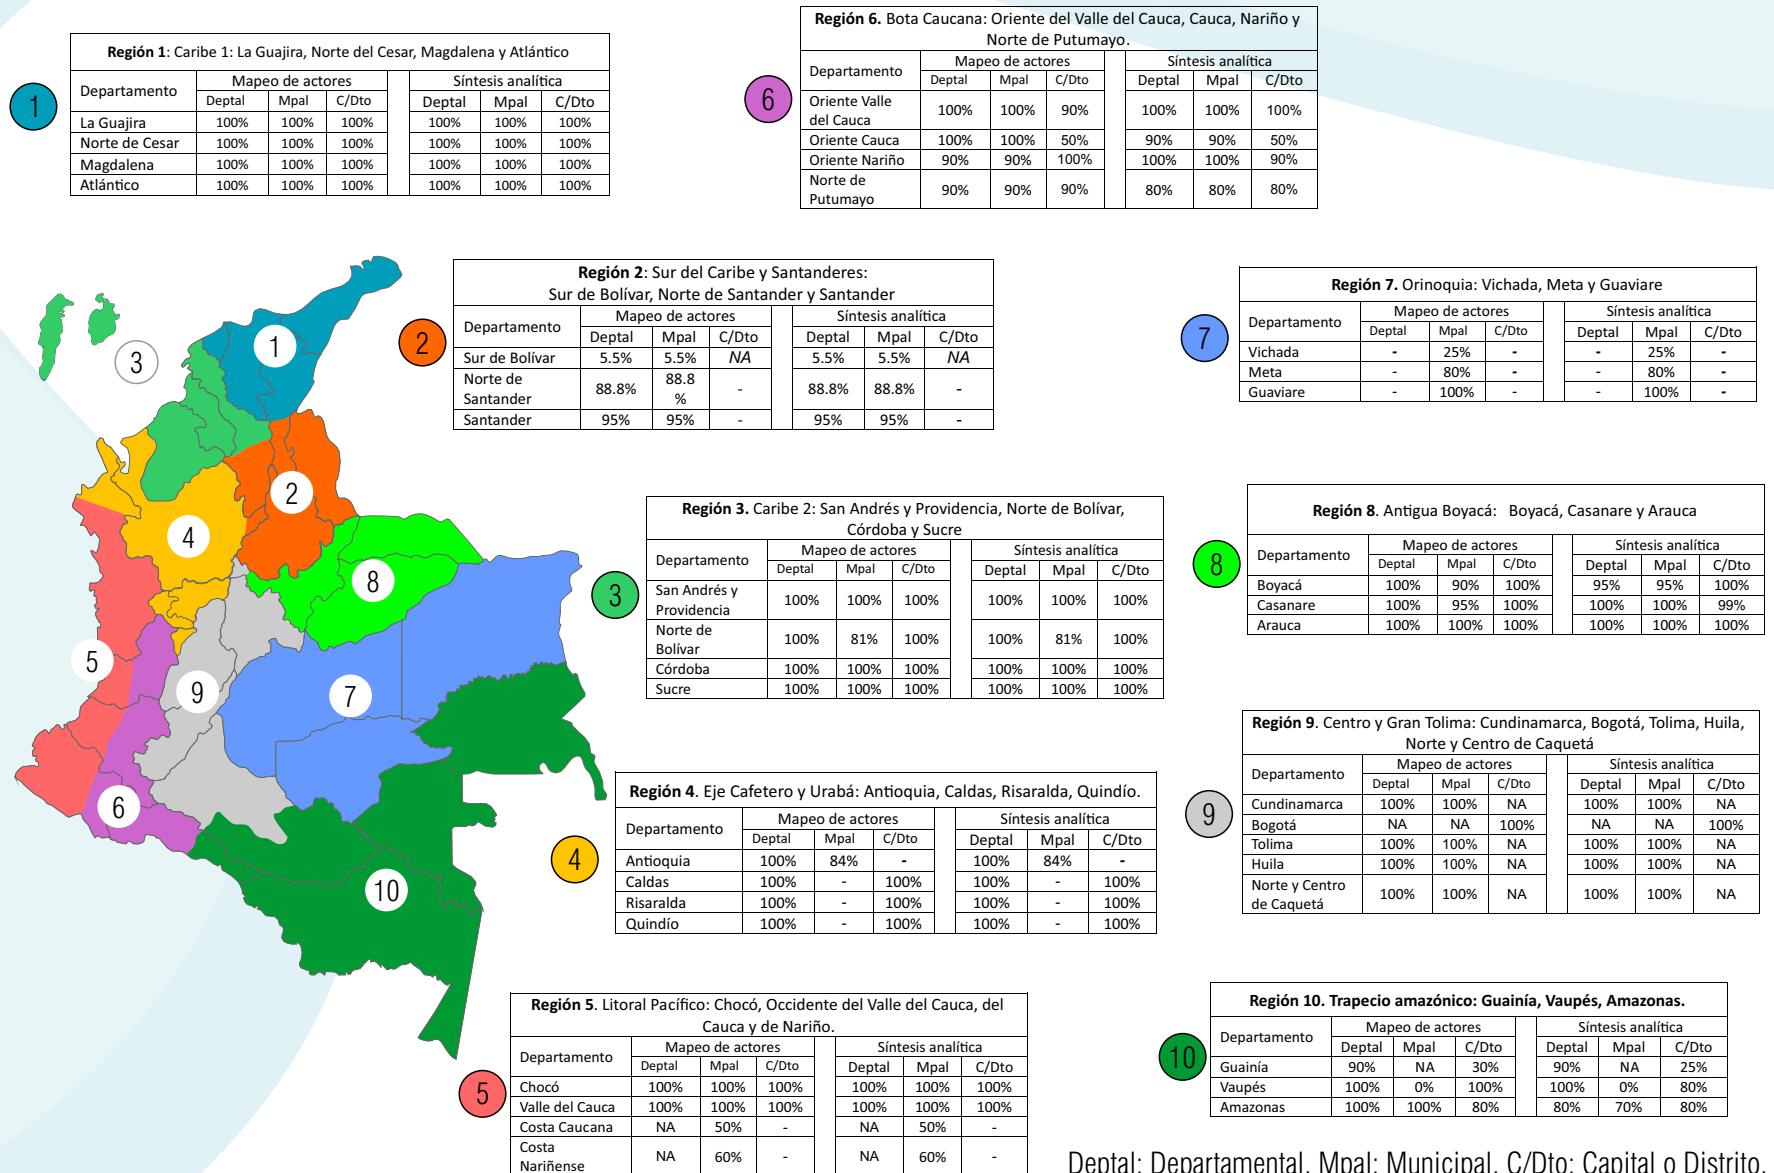 Región 1: Caribe 1: La Guajira, Norte del Cesar, Magdalena y Atlántico
Departamento Mapeo de actores Síntesis analítica
Deptal Mpal C/Dto Deptal Mpal C/Dto
La Guajira 100% 100% 100% 100% 100% 100%
Norte de Cesar 100% 100% 100% 100% 100% 100%
Magdalena 100% 100% 100% 100% 100% 100%
Atlántico 100% 100% 100% 100% 100% 100%
1
Región 6. Bota Caucana: Oriente del Valle del Cauca, Cauca, Nariño y
Norte de Putumayo.
Departamento Mapeo de actores Síntesis analítica
Deptal Mpal C/Dto Deptal Mpal C/Dto
Oriente Valle
del Cauca 100% 100% 90% 100% 100% 100%
Oriente Cauca 100% 100% 50% 90% 90% 50%
Oriente Nariño 90% 90% 100% 100% 100% 90%
Norte de
Putumayo 90% 90% 90% 80% 80% 80%
6
Región 2: Sur del Caribe y Santanderes:
Sur de Bolívar, Norte de Santander y Santander
Departamento Mapeo de actores Síntesis analítica
Deptal Mpal C/Dto Deptal Mpal C/Dto
Sur de Bolívar 5.5% 5.5% NA 5.5% 5.5% NA
Norte de
Santander 88.8% 88.8
% - 88.8% 88.8% -
Santander 95% 95% - 95% 95% -
2
Región 7. Orinoquia: Vichada, Meta y Guaviare
Departamento Mapeo de actores Síntesis analítica
Deptal Mpal C/Dto Deptal Mpal C/Dto
Vichada - 25% - - 25% -
Meta - 80% - - 80% -
Guaviare - 100% - - 100% -
7
1
3
2
4
8
5
9
7
6
10
Región 3. Caribe 2: San Andrés y Providencia, Norte de Bolívar,
Córdoba y Sucre
Departamento Mapeo de actores Síntesis analítica
Deptal Mpal C/Dto Deptal Mpal C/Dto
San Andrés y
Providencia 100% 100% 100% 100% 100% 100%
Norte de
Bolívar 100% 81% 100% 100% 81% 100%
Córdoba 100% 100% 100% 100% 100% 100%
Sucre 100% 100% 100% 100% 100% 100%
3
Región 8. Antigua Boyacá: Boyacá, Casanare y Arauca
Departamento Mapeo de actores Síntesis analítica
Deptal Mpal C/Dto Deptal Mpal C/Dto
Boyacá 100% 90% 100% 95% 95% 100%
Casanare 100% 95% 100% 100% 100% 99%
Arauca 100% 100% 100% 100% 100% 100%
8
Región 4. Eje Cafetero y Urabá: Antioquia, Caldas, Risaralda, Quindío.
Departamento Mapeo de actores Síntesis analítica
Deptal Mpal C/Dto Deptal Mpal C/Dto
Antioquia 100% 84% - 100% 84% -
Caldas 100% - 100% 100% - 100%
Risaralda 100% - 100% 100% - 100%
Quindío 100% - 100% 100% - 100%
4
Región 9. Centro y Gran Tolima: Cundinamarca, Bogotá, Tolima, Huila,
Norte y Centro de Caquetá
Departamento Mapeo de actores Síntesis analítica
Deptal Mpal C/Dto Deptal Mpal C/Dto
Cundinamarca 100% 100% NA 100% 100% NA
Bogotá NA NA 100% NA NA 100%
Tolima 100% 100% NA 100% 100% NA
Huila 100% 100% NA 100% 100% NA
Norte y Centro
de Caquetá 100% 100% NA 100% 100% NA
9
Región 5. Litoral Pacífico: Chocó, Occidente del Valle del Cauca, del
Cauca y de Nariño.
Departamento Mapeo de actores Síntesis analítica
Deptal Mpal C/Dto Deptal Mpal C/Dto
Chocó 100% 100% 100% 100% 100% 100%
Valle del Cauca 100% 100% 100% 100% 100% 100%
Costa Caucana NA 50% - NA 50% -
Costa
Nariñense NA 60% - NA 60% -
5
Región 10. Trapecio amazónico: Guainía, Vaupés, Amazonas.
Departamento Mapeo de actores Síntesis analítica
Deptal Mpal C/Dto Deptal Mpal C/Dto
Guainía 90% NA 30% 90% NA 25%
Vaupés 100% 0% 100% 100% 0% 80%
Amazonas 100% 100% 80% 80% 70% 80%
10
Deptal: Departamental, Mpal: Municipal, C/Dto: Capital o Distrito.